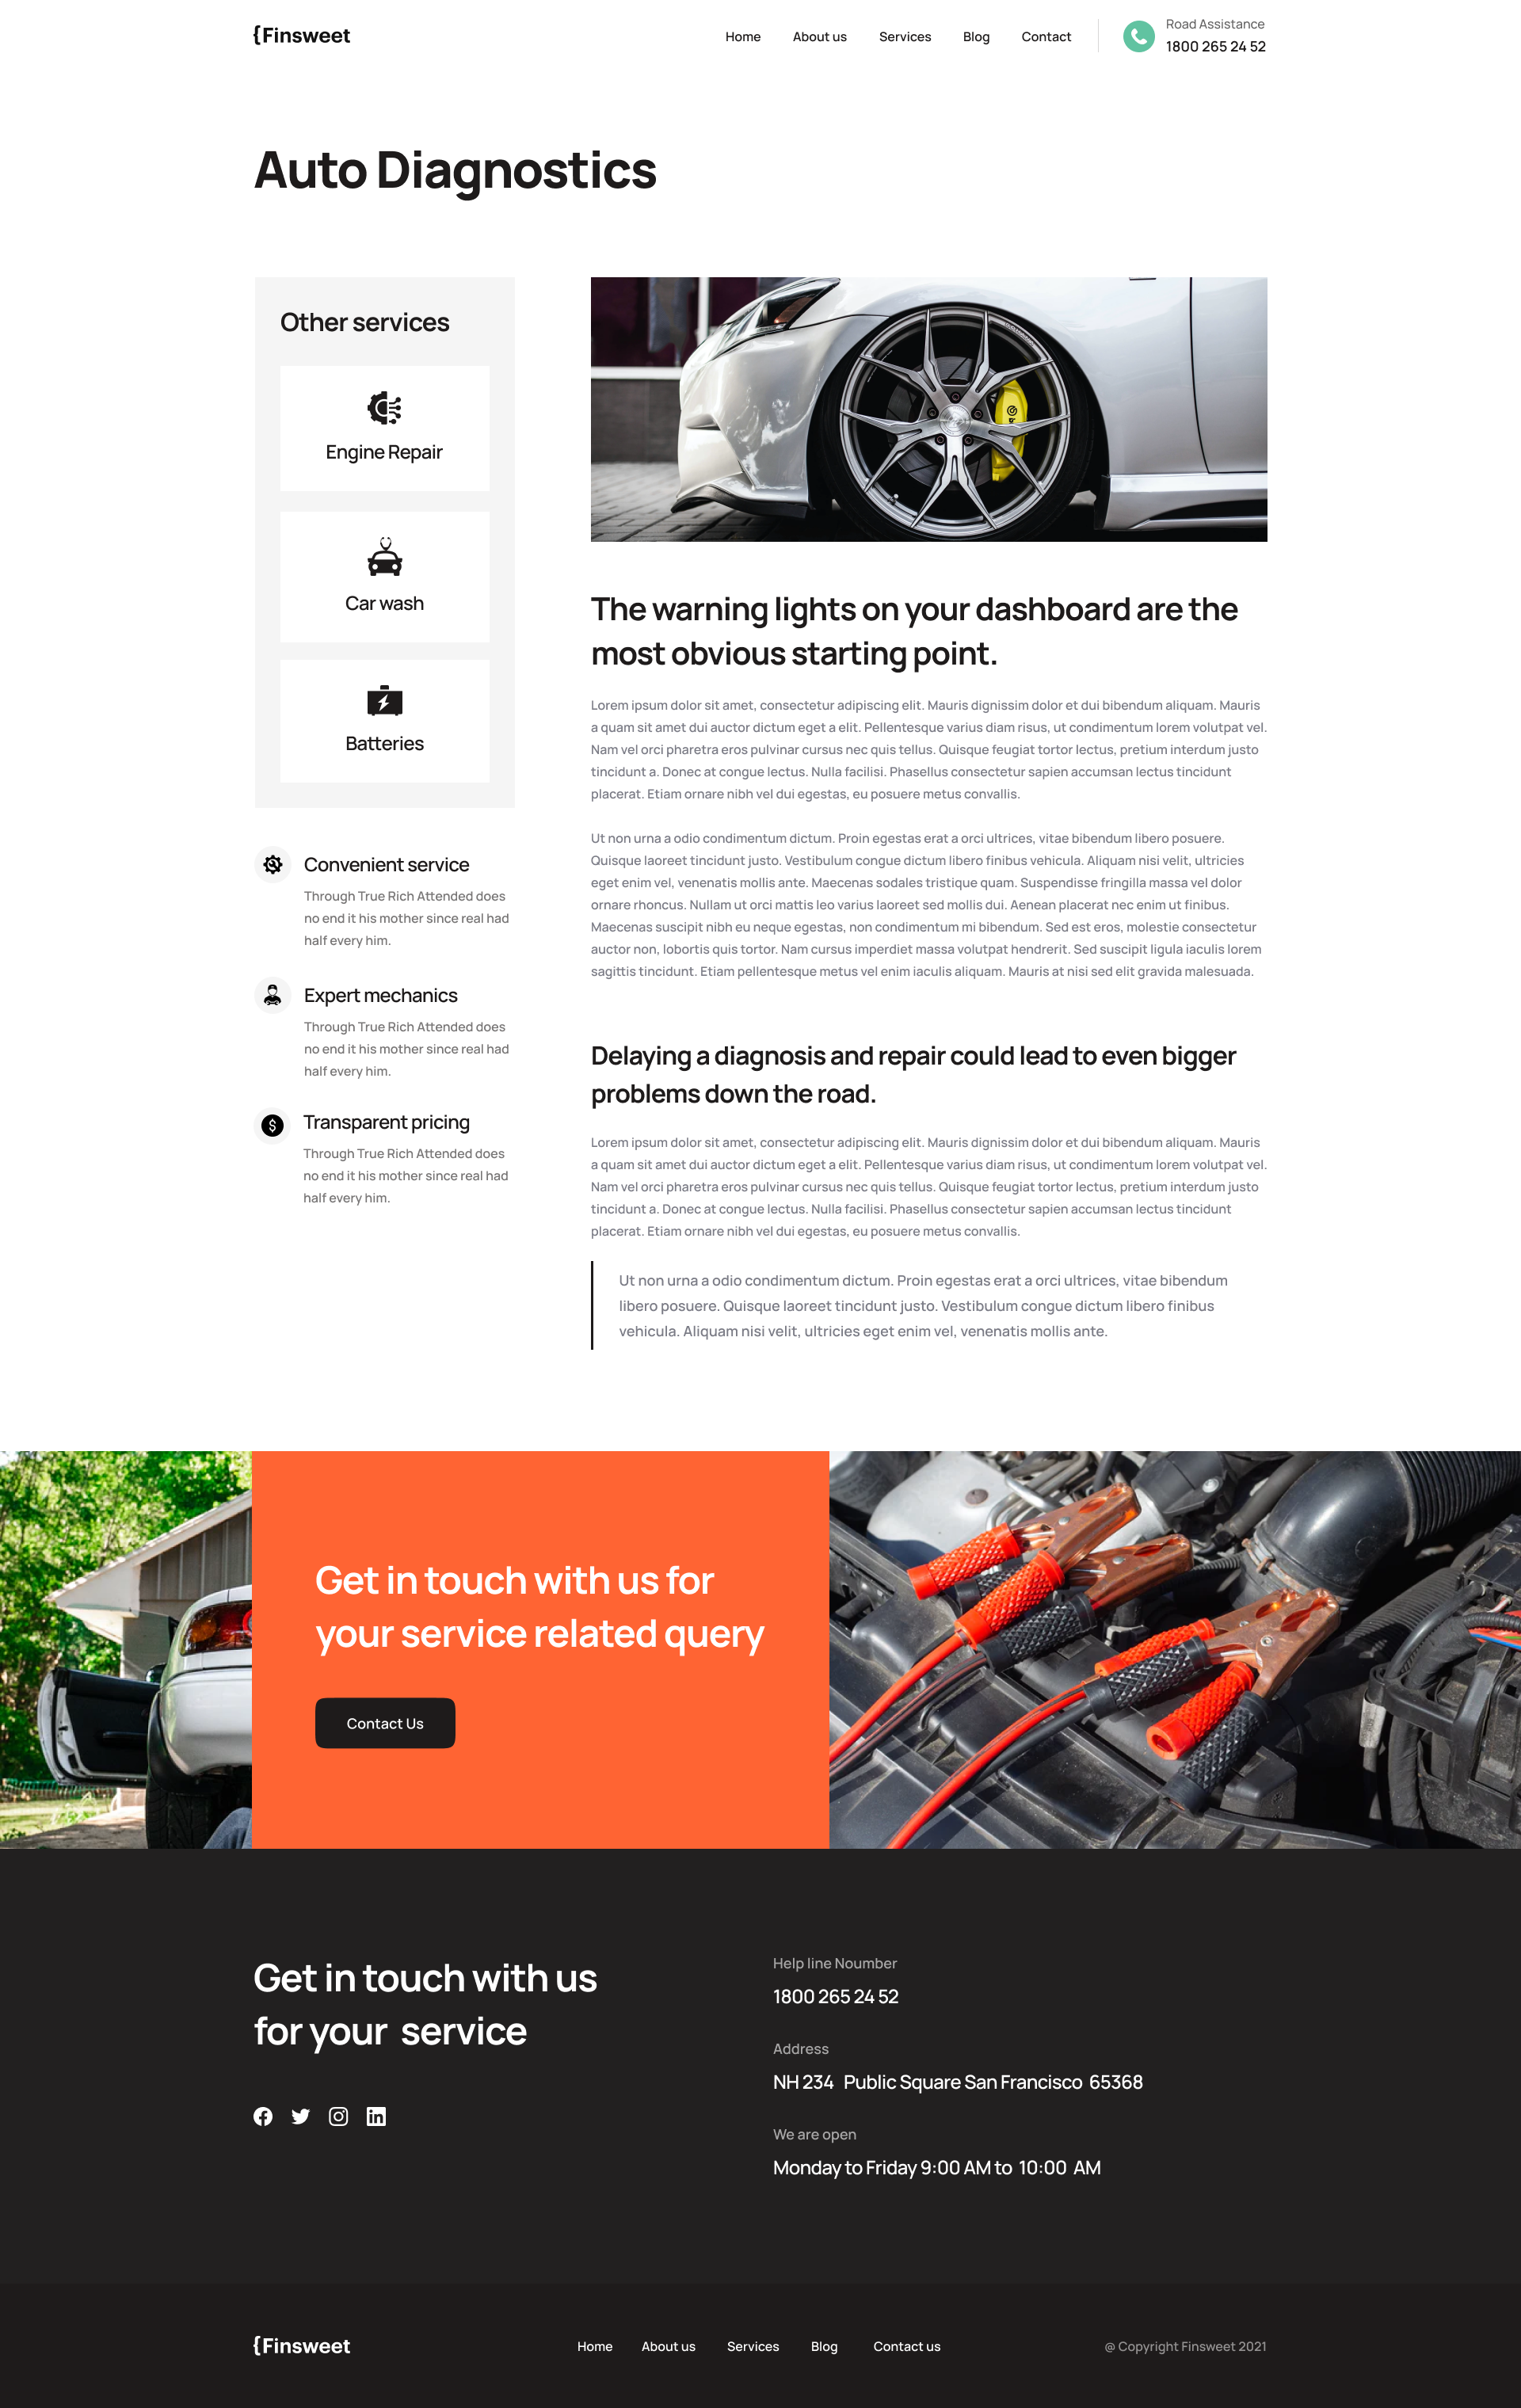 {Finsweet
Home About us Services Blog Contact
Road Assistance
1800 265 24 52
Auto Diagnostics
Other services
Engine Repair
Car wash
Batteries
Convenient service
Through True Rich Attended does
no end it his mother since real had
half every him.
Expert mechanics
Through True Rich Attended does
no end it his mother since real had
half every him.
Transparent pricing
Through True Rich Attended does
no end it his mother since real had
half every him.
The warning lights on your dashboard are the
most obvious starting point.
Lorem ipsum dolor sit amet, consectetur adipiscing elit. Mauris dignissim dolor et dui bibendum aliquam. Mauris
a quam sit amet dui auctor dictum eget a elit. Pellentesque varius diam risus, ut condimentum lorem volutpat vel.
Nam vel orci pharetra eros pulvinar cursus nec quis tellus. Quisque feugiat tortor lectus, pretium interdum justo
tincidunt a. Donec at congue lectus. Nulla facilisi. Phasellus consectetur sapien accumsan lectus tincidunt
placerat. Etiam ornare nibh vel dui egestas, eu posuere metus convallis.
Ut non urna a odio condimentum dictum. Proin egestas erat a orci ultrices, vitae bibendum libero posuere.
Quisque laoreet tincidunt justo. Vestibulum congue dictum libero finibus vehicula. Aliquam nisi velit, ultricies
eget enim vel, venenatis mollis ante. Maecenas sodales tristique quam. Suspendisse fringilla massa vel dolor
ornare rhoncus. Nullam ut orci mattis leo varius laoreet sed mollis dui. Aenean placerat nec enim ut finibus.
Maecenas suscipit nibh eu neque egestas, non condimentum mi bibendum. Sed est eros, molestie consectetur
auctor non, lobortis quis tortor. Nam cursus imperdiet massa volutpat hendrerit. Sed suscipit ligula iaculis lorem
sagittis tincidunt. Etiam pellentesque metus vel enim iaculis aliquam. Mauris at nisi sed elit gravida malesuada.
Delaying a diagnosis and repair could lead to even bigger
problems down the road.
Lorem ipsum dolor sit amet, consectetur adipiscing elit. Mauris dignissim dolor et dui bibendum aliquam. Mauris
a quam sit amet dui auctor dictum eget a elit. Pellentesque varius diam risus, ut condimentum lorem volutpat vel.
Nam vel orci pharetra eros pulvinar cursus nec quis tellus. Quisque feugiat tortor lectus, pretium interdum justo
tincidunt a. Donec at congue lectus. Nulla facilisi. Phasellus consectetur sapien accumsan lectus tincidunt
placerat. Etiam ornare nibh vel dui egestas, eu posuere metus convallis.
Ut non urna a odio condimentum dictum. Proin egestas erat a orci ultrices, vitae bibendum
libero posuere. Quisque laoreet tincidunt justo. Vestibulum congue dictum libero finibus
vehicula. Aliquam nisi velit, ultricies eget enim vel, venenatis mollis ante.
Get in touch with us for
your service related query
Contact Us
Get in touch with us
for your service
Help line Noumber
1800 265 24 52
Address
NH 234 Public Square San Francisco 65368
We are open
Monday to Friday 9:00 AM to 10:00 AM
{Finsweet
Home About us Services Blog Contact us
@ Copyright Finsweet 2021